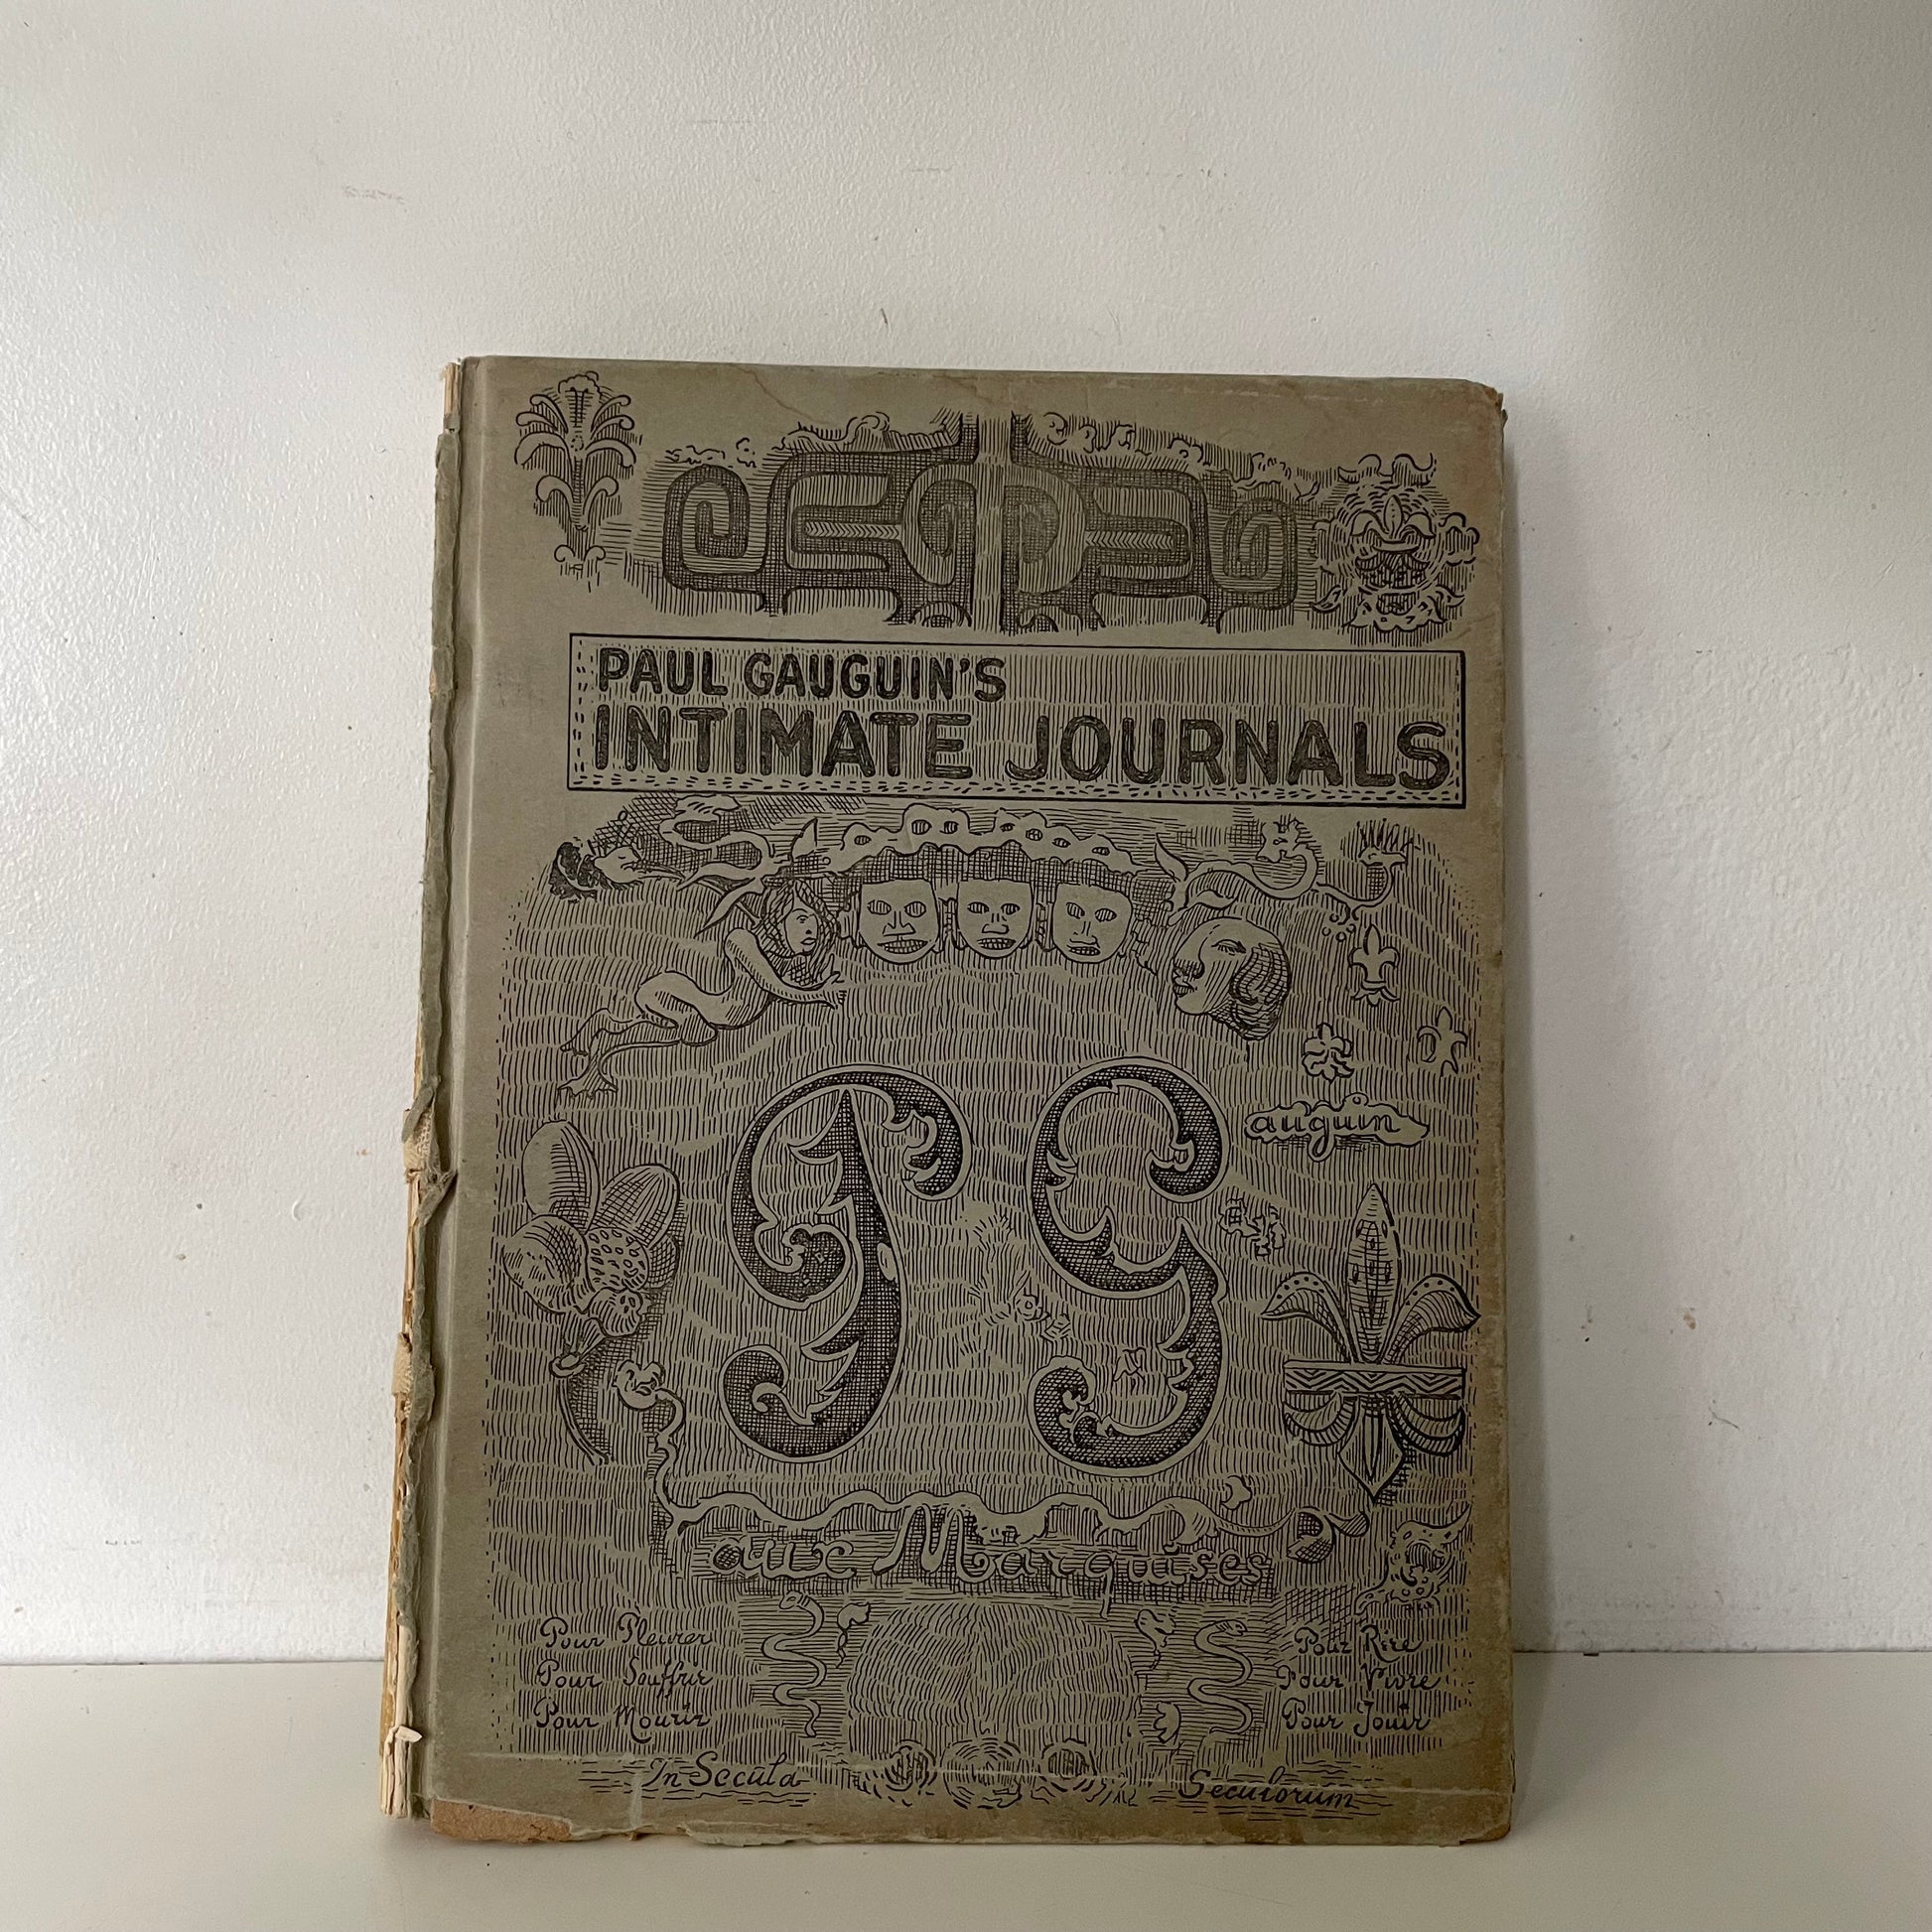 PAUL GAUGUIN'S
INTIMATE JOURNALS
PG
auguin
aux Marquises
Pour Pleurer
Pour Souffrir
Pour Mourir
Pour Rire
Pour Vivre
Pour Jouir
In Secula Seculorum